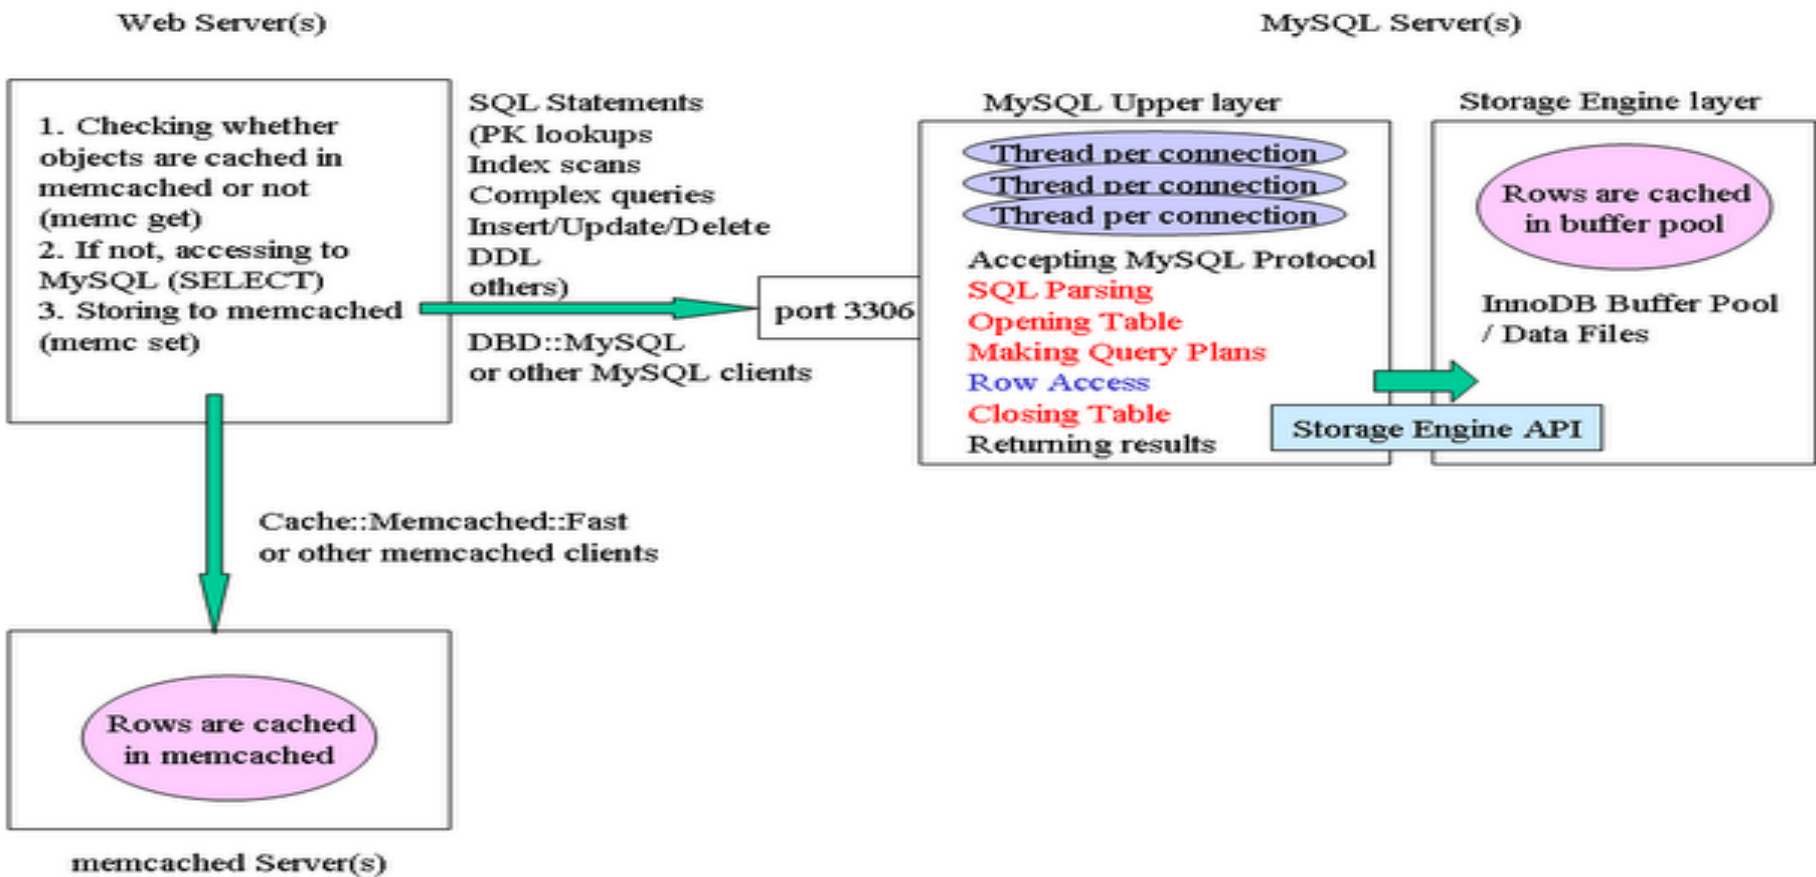 Web Server(s)
MySQL Server(s)
1. Checking whether
objects are cached in
memcached or not
(memc get)
2. If not, accessing to
MySQL (SELECT)
3. Storing to memcached
(memc set)
SQL Statements
(PK lookups
Index scans
Complex queries
Insert/Update/Delete
DDL
others)
DBD::MySQL
or other MySQL clients
port 3306
MySQL Upper layer
Thread per connection
Thread per connection
Thread per connection
Accepting MySQL Protocol
SQL Parsing
Opening Table
Making Query Plans
Row Access
Closing Table
Returning results
Storage Engine API
Storage Engine layer
Rows are cached
in buffer pool
InnoDB Buffer Pool
/ Data Files
Cache::Memcached::Fast
or other memcached clients
Rows are cached
in memcached
memcached Server(s)